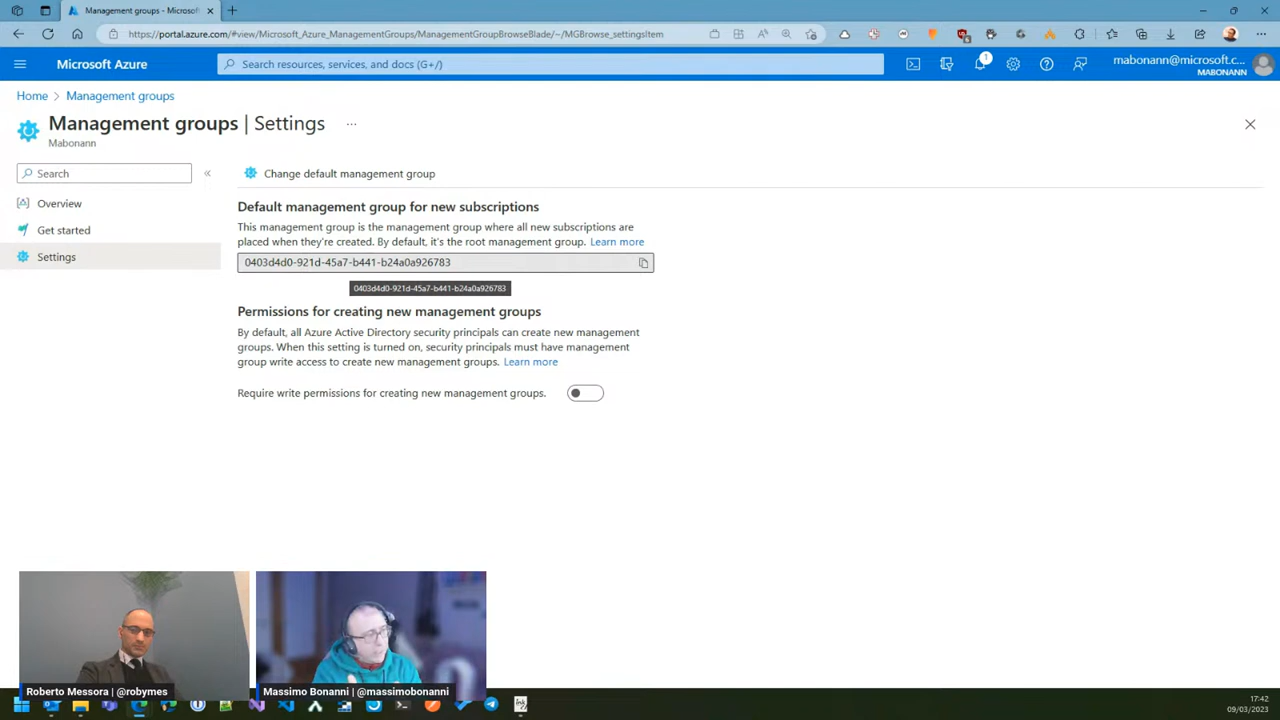 Management groups - Microsoft
https://portal.azure.com/#view/Microsoft_Azure_ManagementGroups/ManagementGroupBrowseBlade/~/MGBrowse_settingsItem
Microsoft Azure
Search resources, services, and docs (G+/)
1
mabonann@microsoft.c...
MABONANN
Home > Management groups
Management groups | Settings ...
Mabonann
Search
«
Change default management group
Overview
Get started
Settings
Default management group for new subscriptions
This management group is the management group where all new subscriptions are
placed when they're created. By default, it's the root management group. Learn more
0403d4d0-921d-45a7-b441-b24a0a926783
0403d4d0-921d-45a7-b441-b24a0a926783
Permissions for creating new management groups
By default, all Azure Active Directory security principals can create new management
groups. When this setting is turned on, security principals must have management
group write access to create new management groups. Learn more
Require write permissions for creating new management groups.
Roberto Messora | @robymes
Massimo Bonanni | @massimobonanni
17:42
09/03/2023